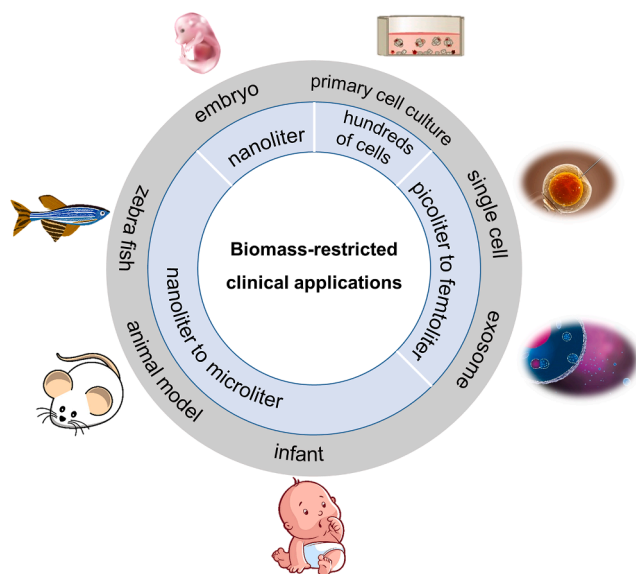 embryo
primary cell culture
single cell
exosome
infant
animal model
zebra fish
nanoliter
hundreds
of cells
picoliter to femtoliter
nanoliter to microliter
Biomass-restricted
clinical applications